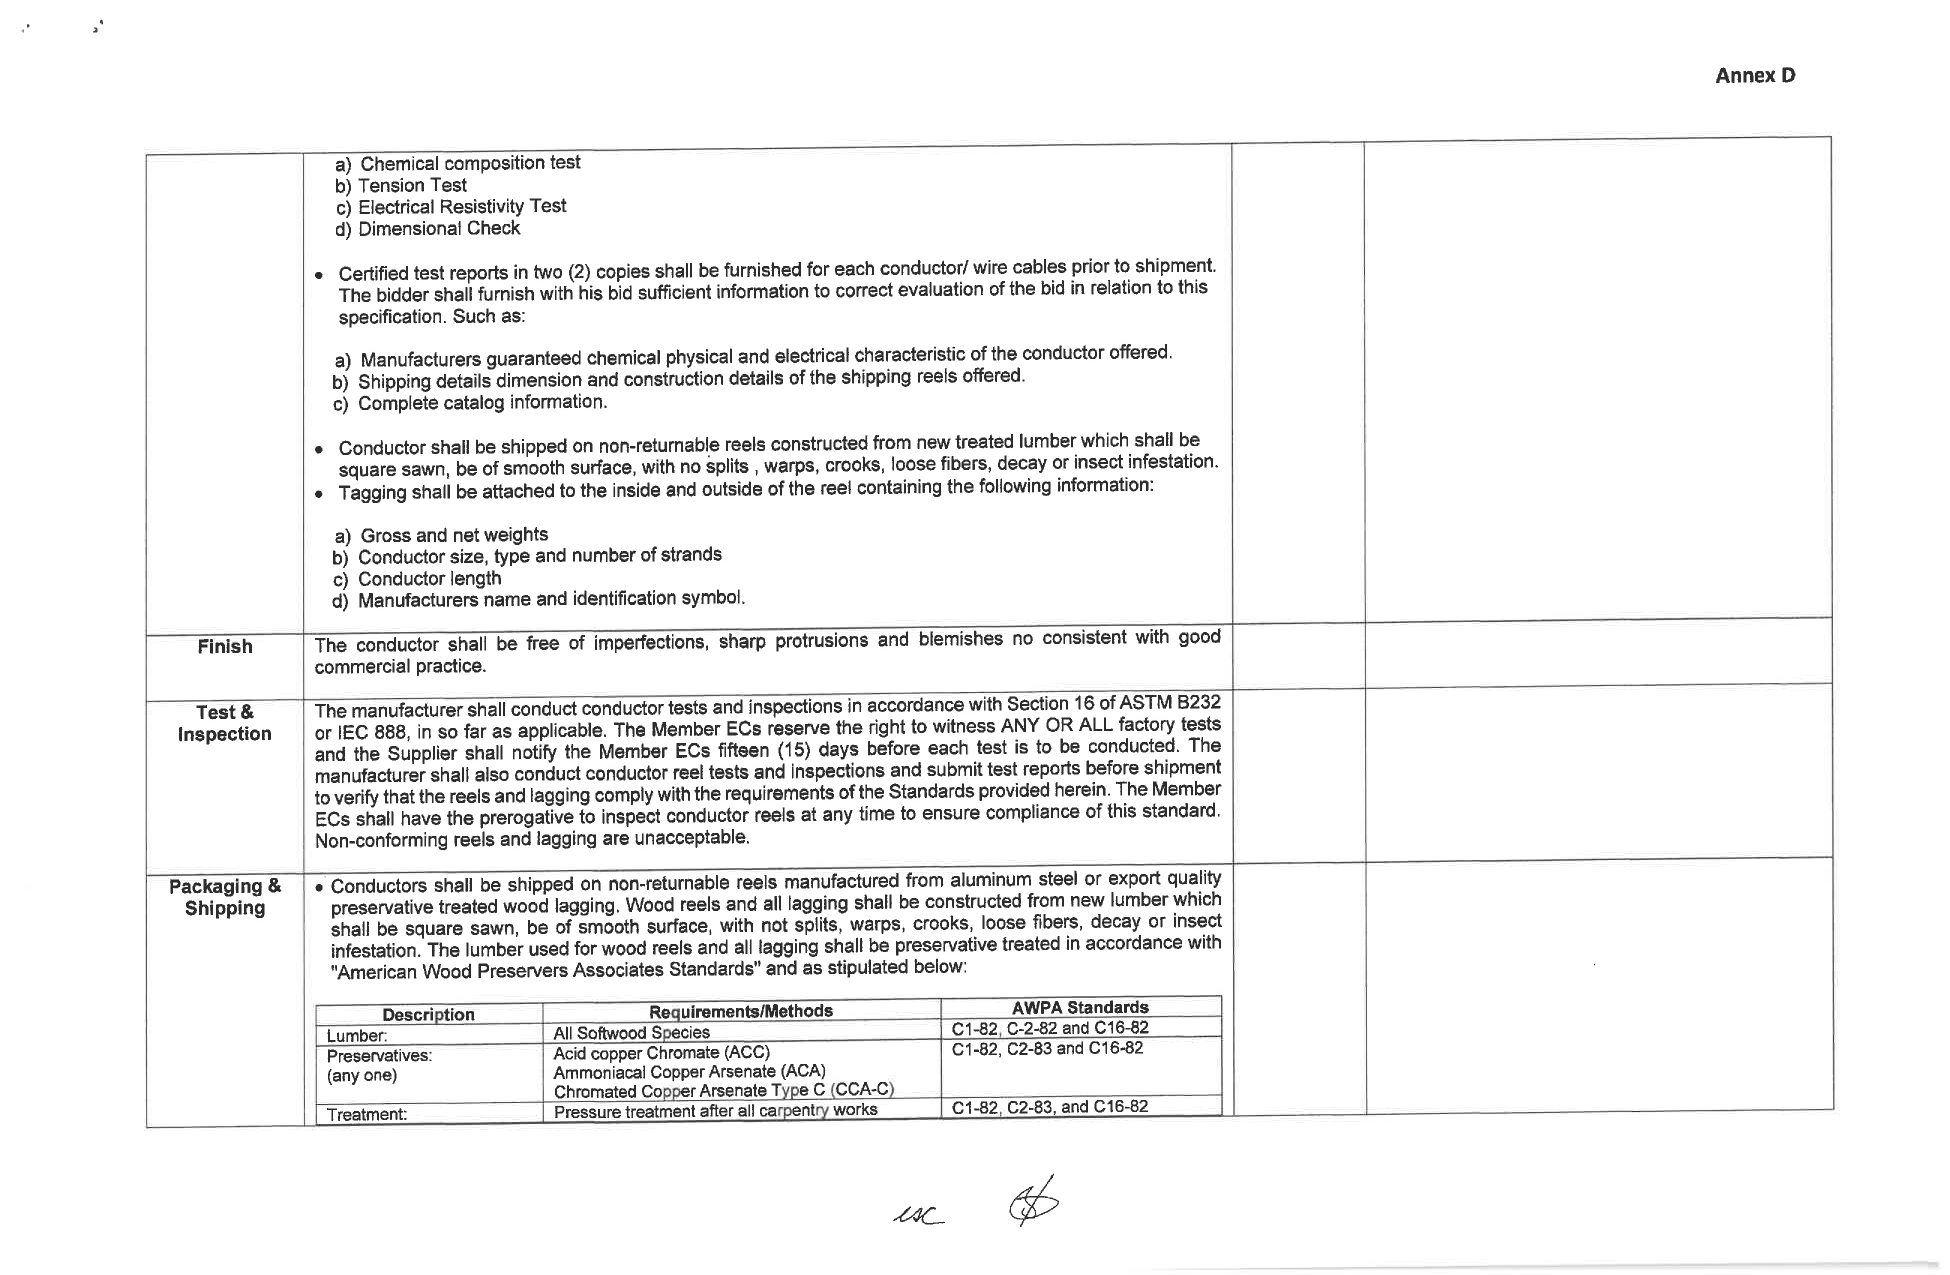 Annex D
a) Chemical composition test
b) Tension Test
c) Electrical Resistivity Test
d) Dimensional Check
• Certified test reports in two (2) copies shall be furnished for each conductor/ wire cables prior to shipment.
The bidder shall furnish with his bid sufficient information to correct evaluation of the bid in relation to this
specification. Such as:
a) Manufacturers guaranteed chemical physical and electrical characteristic of the conductor offered.
b) Shipping details dimension and construction details of the shipping reels offered.
c) Complete catalog information.
• Conductor shall be shipped on non-returnable reels constructed from new treated lumber which shall be
square sawn, be of smooth surface, with no splits , warps, crooks, loose fibers, decay or insect infestation.
• Tagging shall be attached to the inside and outside of the reel containing the following information:
a) Gross and net weights
b) Conductor size, type and number of strands
c) Conductor length
d) Manufacturers name and identification symbol.
Finish
The conductor shall be free of imperfections, sharp protrusions and blemishes no consistent with good
commercial practice.
Test &
Inspection
The manufacturer shall conduct conductor tests and inspections in accordance with Section 16 of ASTM B232
or IEC 888, in so far as applicable. The Member ECs reserve the right to witness ANY OR ALL factory tests
and the Supplier shall notify the Member ECs fifteen (15) days before each test is to be conducted. The
manufacturer shall also conduct conductor reel tests and inspections and submit test reports before shipment
to verify that the reels and lagging comply with the requirements of the Standards provided herein. The Member
ECs shall have the prerogative to inspect conductor reels at any time to ensure compliance of this standard.
Non-conforming reels and lagging are unacceptable.
Packaging &
Shipping
• Conductors shall be shipped on non-returnable reels manufactured from aluminum steel or export quality
preservative treated wood lagging. Wood reels and all lagging shall be constructed from new lumber which
shall be square sawn, be of smooth surface, with not splits, warps, crooks, loose fibers, decay or insect
infestation. The lumber used for wood reels and all lagging shall be preservative treated in accordance with
"American Wood Preservers Associates Standards" and as stipulated below:
Description Requirements/Methods AWPA Standards
Lumber: All Softwood Species C1-82, C-2-82 and C16-82
Preservatives: Acid copper Chromate (ACC) C1-82, C2-83 and C16-82
(any one) Ammoniacal Copper Arsenate (ACA)
Chromated Copper Arsenate Type C (CCA-C)
Treatment: Pressure treatment after all carpentry works C1-82, C2-83, and C16-82